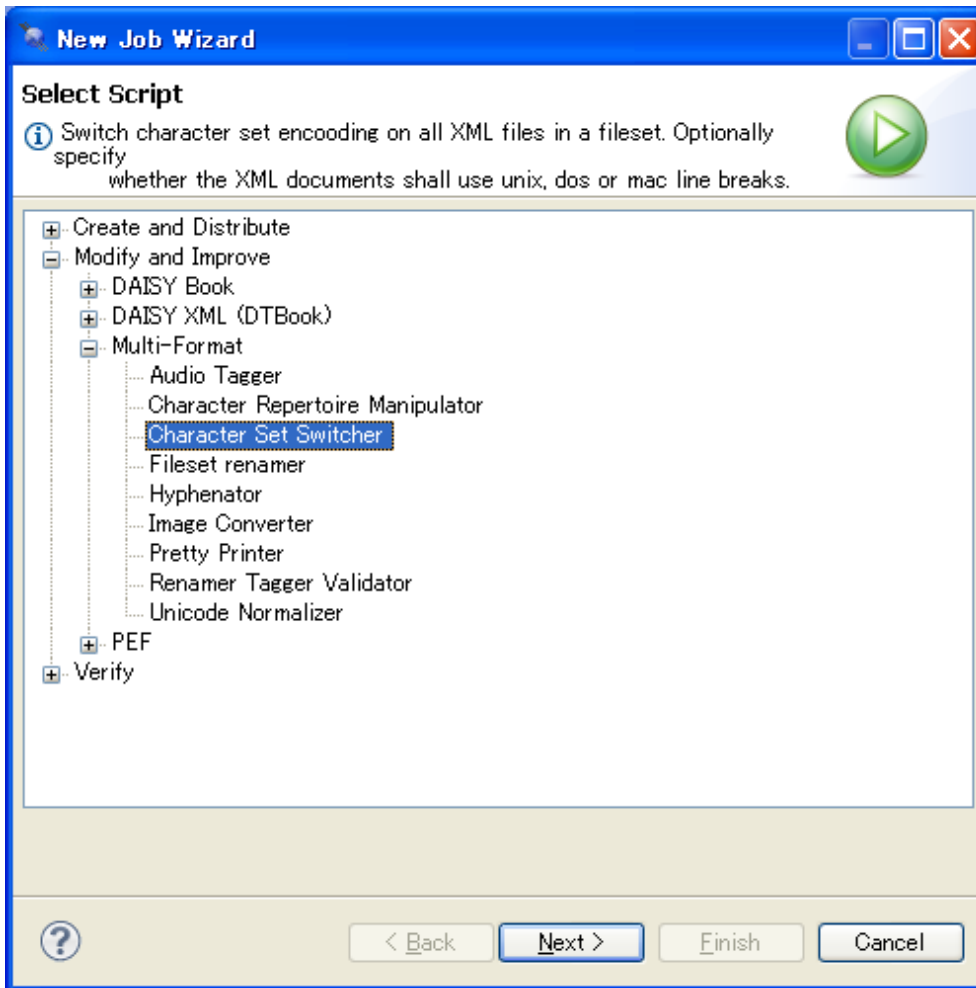 New Job Wizard
Select Script
Switch character set encooding on all XML files in a fileset. Optionally
specify
whether the XML documents shall use unix, dos or mac line breaks.
Create and Distribute
Modify and Improve
DAISY Book
DAISY XML (DTBook)
Multi-Format
Audio Tagger
Character Repertoire Manipulator
Character Set Switcher
Fileset renamer
Hyphenator
Image Converter
Pretty Printer
Renamer Tagger Validator
Unicode Normalizer
PEF
Verify
< Back
Next >
Finish
Cancel